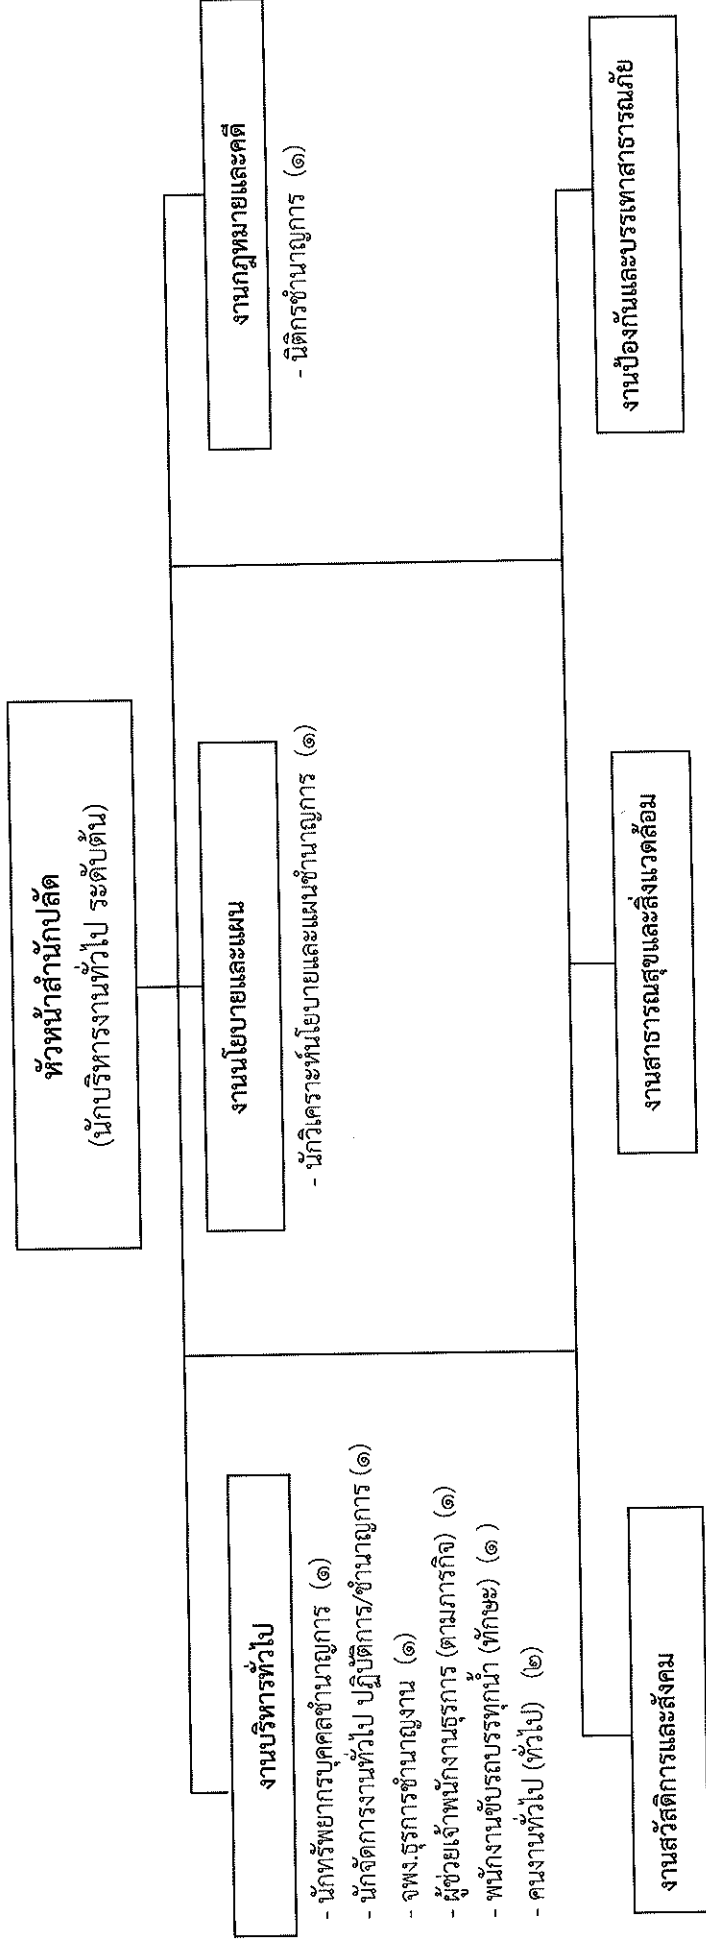 หัวหน้าสำนักปลัด
(นักบริหารงานทั่วไป ระดับต้น)
งานบริหารทั่วไป
- นักทรัพยากรบุคคลชำนาญการ (๑)
- นักจัดการงานทั่วไป ปฏิบัติการ/ชำนาญการ (๑)
- จพง.ธุรการชำนาญงาน (๑)
- ผู้ช่วยเจ้าพนักงานธุรการ (ตามภารกิจ) (๑)
- พนักงานขับรถบรรทุกน้ำ (ทักษะ) (๑ )
- คนงานทั่วไป (ทั่วไป) (๒)
งานนโยบายและแผน
- นักวิเคราะห์นโยบายและแผนชำนาญการ (๑)
งานกฎหมายและคดี
- นิติกรชำนาญการ (๑)
งานสวัสดิการและสังคม
งานสาธารณสุขและสิ่งแวดล้อม
งานป้องกันและบรรเทาสาธารณภัย